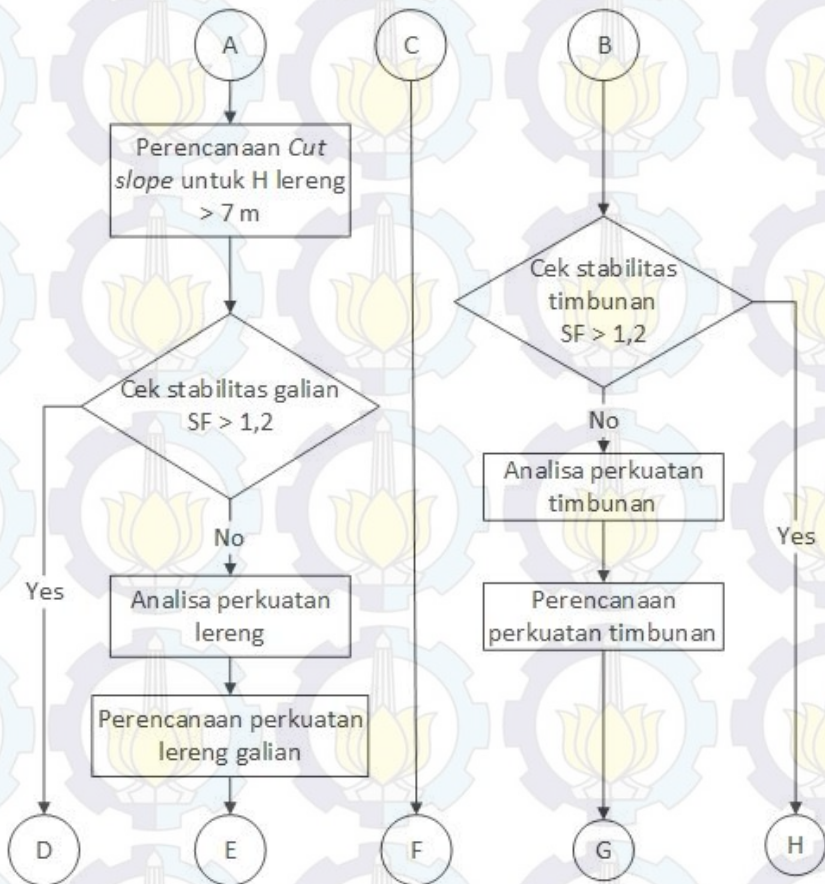 A
C
B
Perencanaan Cut
slope untuk H lereng
> 7 m
Cek stabilitas
timbunan
SF > 1,2
Cek stabilitas galian
SF > 1,2
No
Analisa perkuatan
timbunan
No
Yes
Yes
Analisa perkuatan
lereng
Perencanaan
perkuatan timbunan
Perencanaan perkuatan
lereng galian
D
E
F
G
H